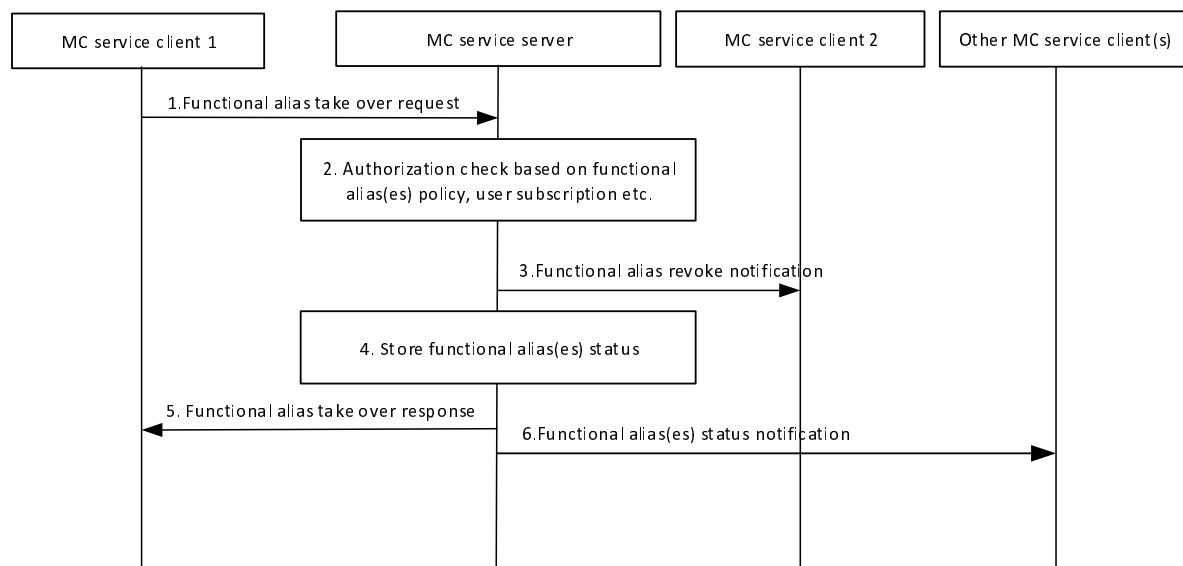 MC service client 1
MC service server
MC service client 2
Other MC service client(s)
1.Functional alias take over request
2. Authorization check based on functional
alias(es) policy, user subscription etc.
3.Functional alias revoke notification
4. Store functional alias(es) status
5. Functional alias take over response
6.Functional alias(es) status notification